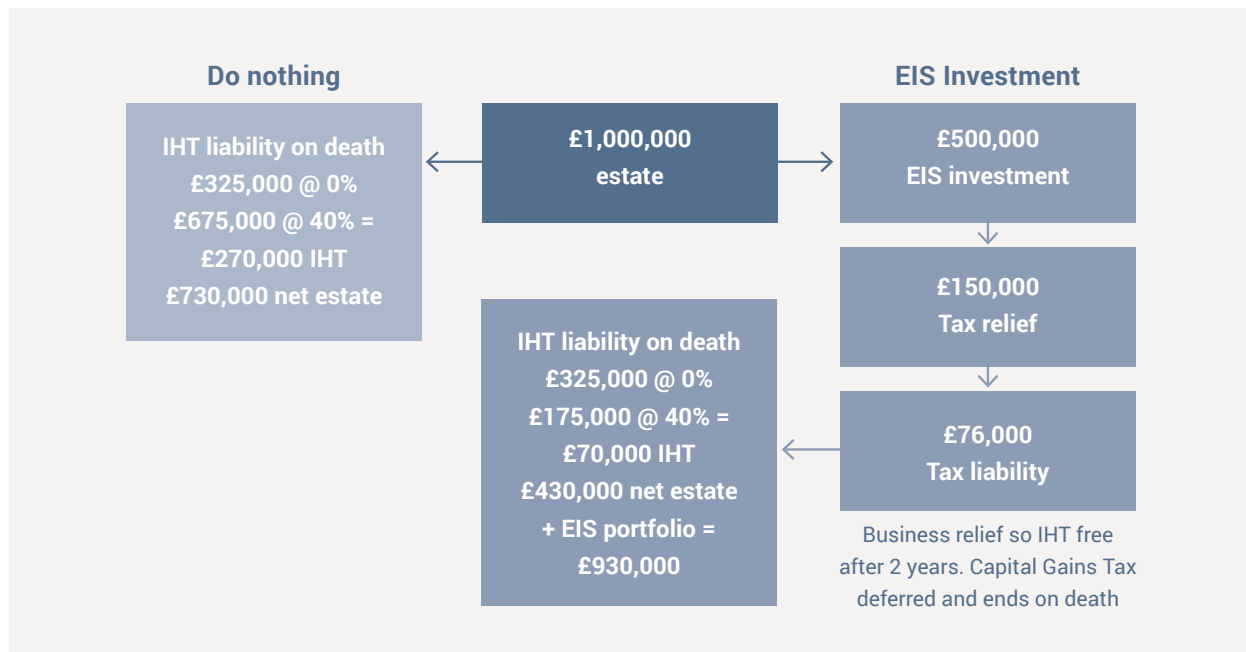 Do nothing
IHT liability on death
£325,000 @ 0%
£675,000 @ 40% =
£270,000 IHT
£730,000 net estate
£1,000,000
estate
EIS Investment
£500,000
EIS investment
£150,000
Tax relief
£76,000
Tax liability
Business relief so IHT free
after 2 years. Capital Gains Tax
deferred and ends on death
IHT liability on death
£325,000 @ 0%
£175,000 @ 40% =
£70,000 IHT
£430,000 net estate
+ EIS portfolio =
£930,000